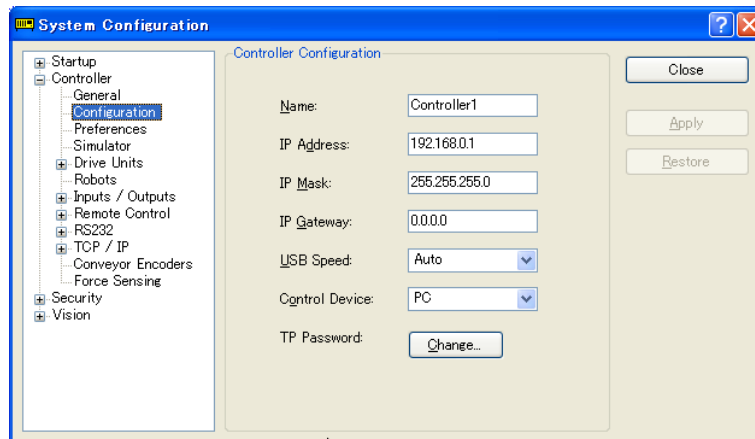 System Configuration
Startup
Controller
General
Configuration
Preferences
Simulator
Drive Units
Robots
Inputs / Outputs
Remote Control
RS232
TCP / IP
Conveyor Encoders
Force Sensing
Security
Vision
Controller Configuration
Name: Controller1
IP Address: 192.168.0.1
IP Mask: 255.255.255.0
IP Gateway: 0.0.0.0
USB Speed: Auto
Control Device: PC
TP Password: Change...
Close
Apply
Restore